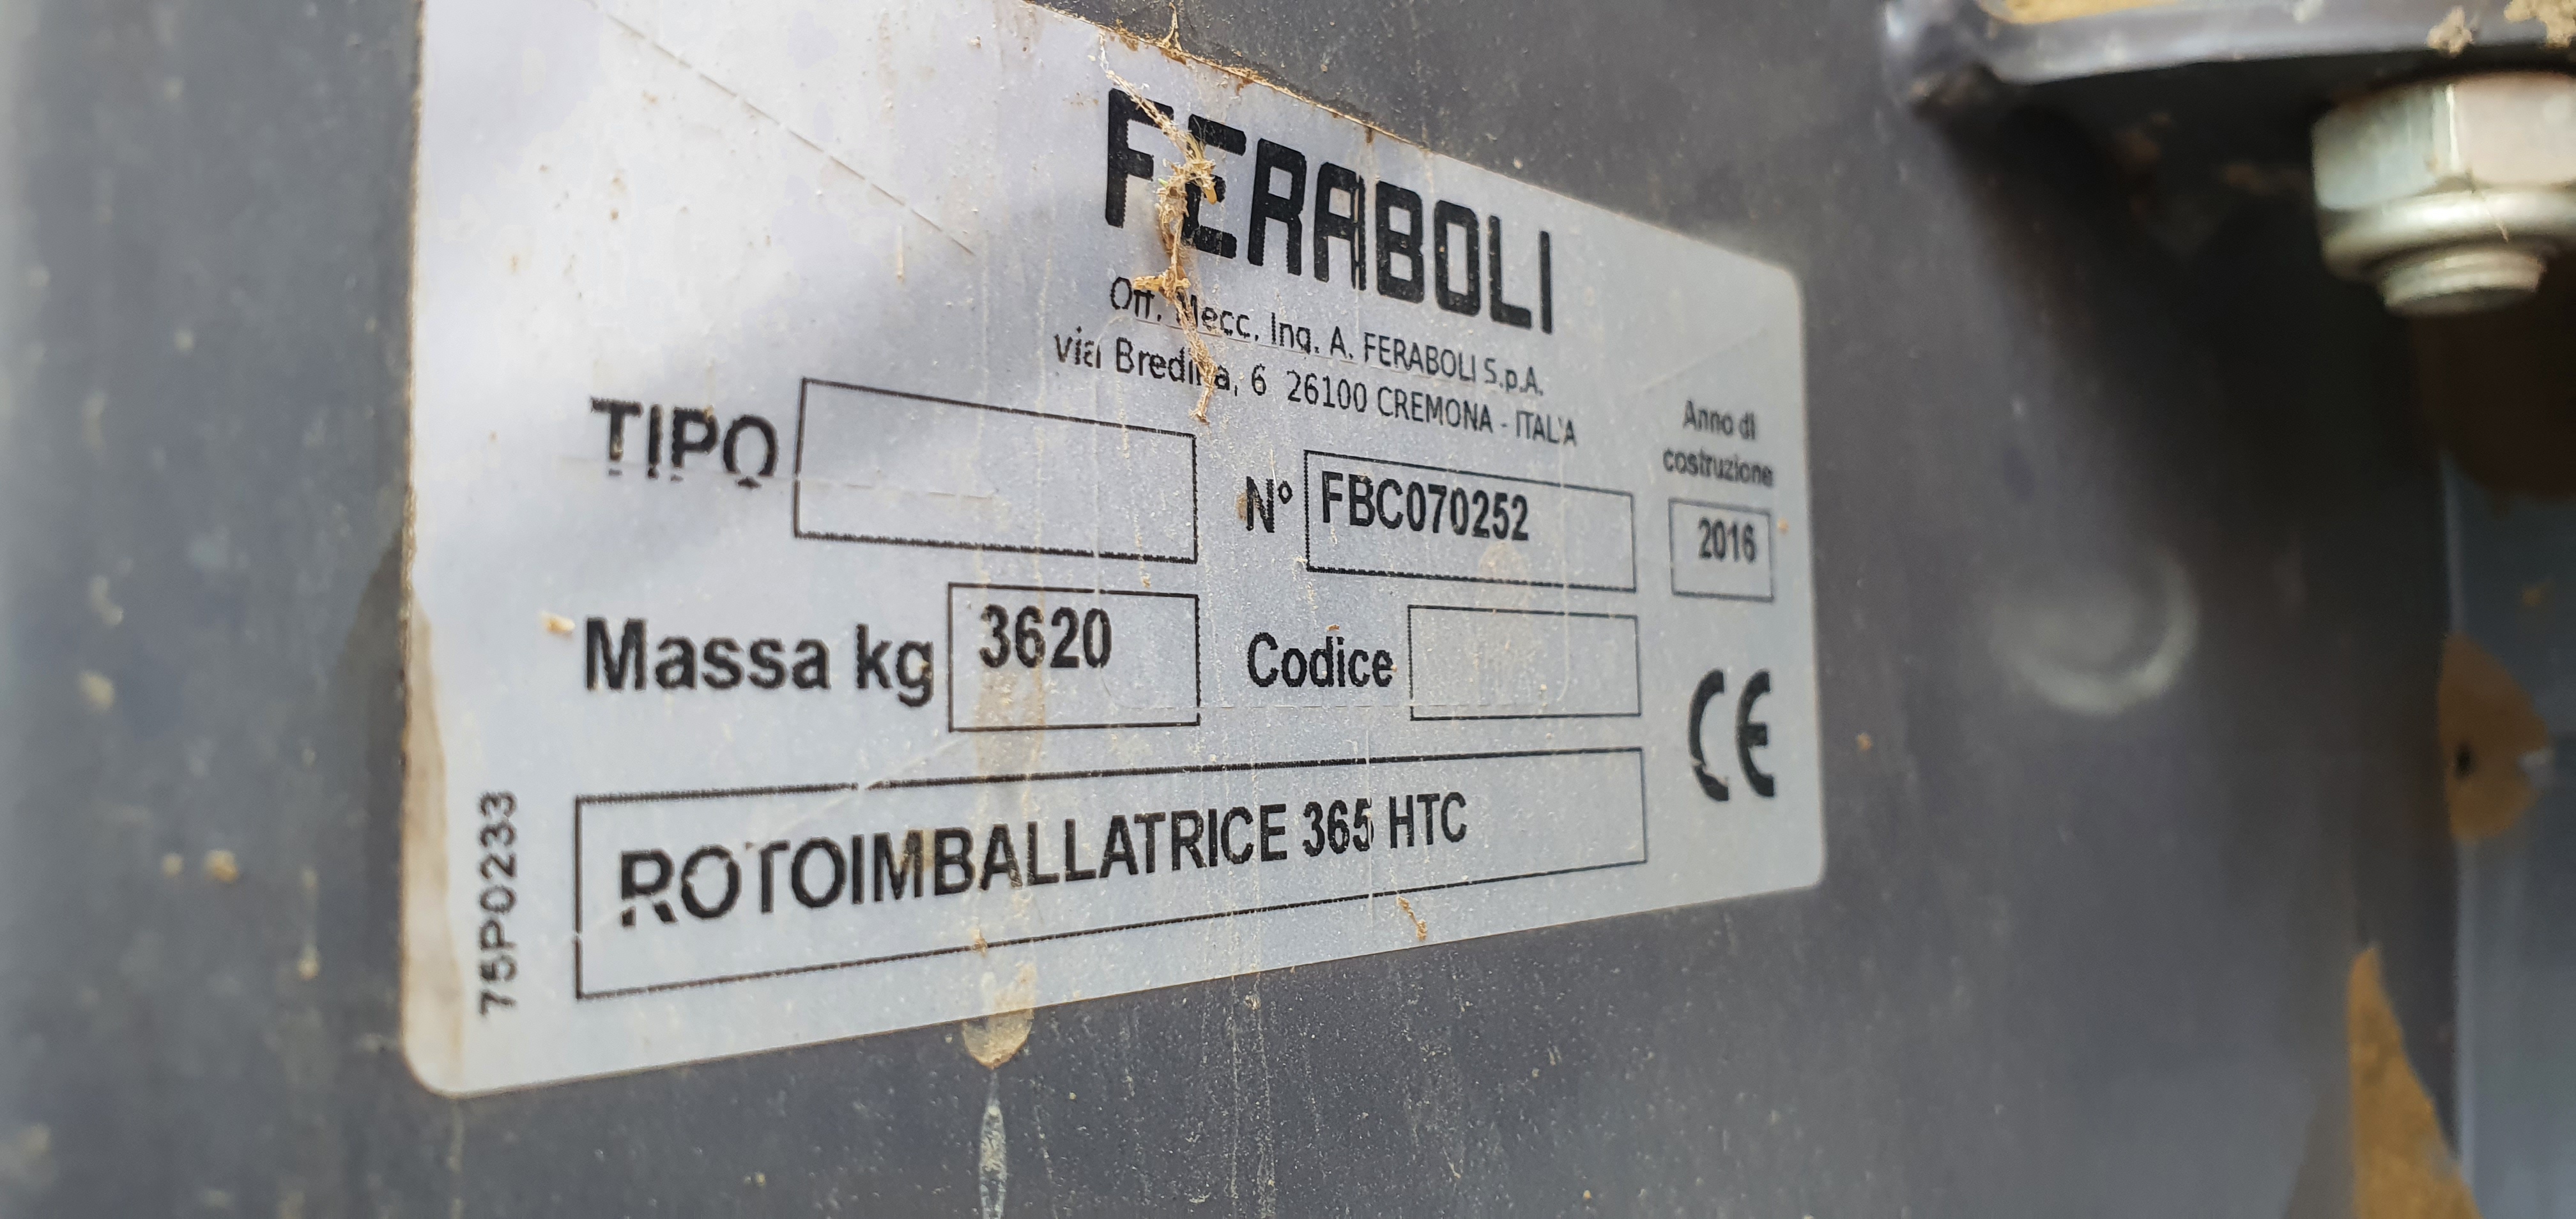 FERABOLI
Off. Mecc. Ing. A. FERABOLI S.p.A.
via Bredina, 6 26100 CREMONA - ITALIA
TIPO
N° FBC070252
Anno di
costruzione
2016
Massa kg 3620
Codice
CE
ROTOIMBALLATRICE 365 HTC
75P0233